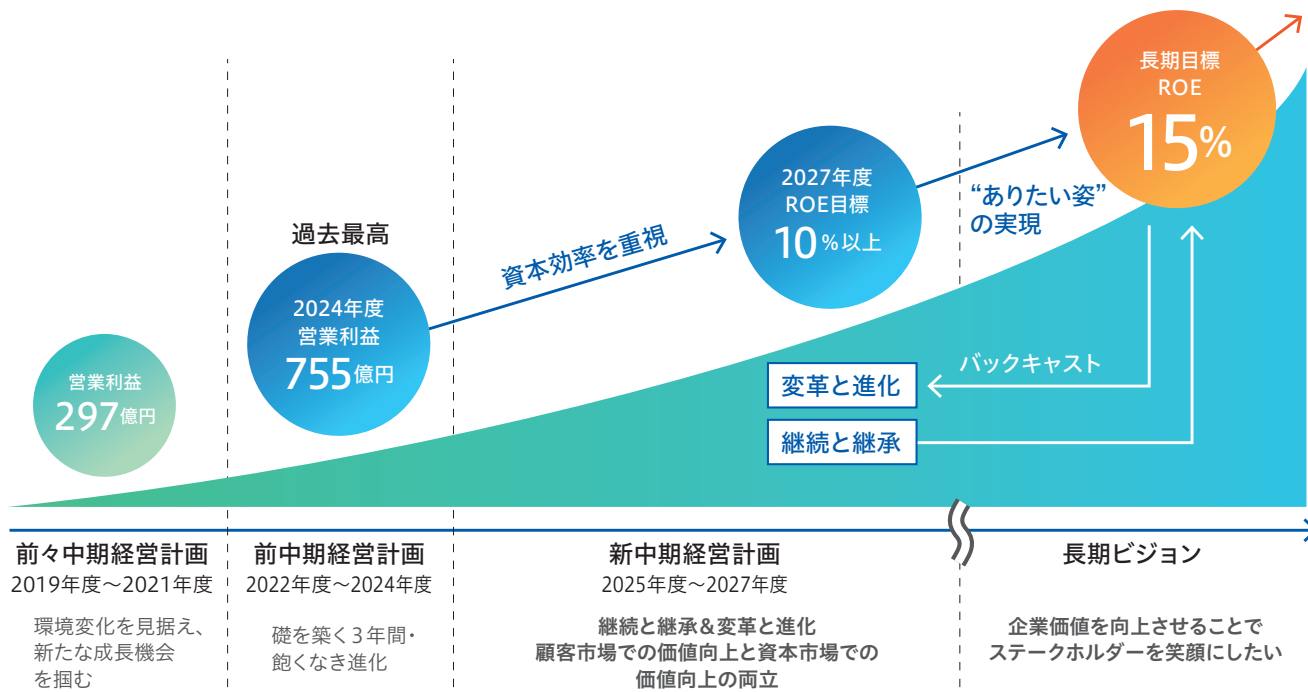 営業利益
297億円
過去最高
2024年度
営業利益
755億円
資本効率を重視
2027年度
ROE目標
10%以上
“ありたい姿”
の実現
長期目標
ROE
15%
変革と進化
バックキャスト
継続と継承
前々中期経営計画
2019年度～2021年度
環境変化を見据え、
新たな成長機会
を掴む
前中期経営計画
2022年度～2024年度
礎を築く3年間・
飽くなき進化
新中期経営計画
2025年度～2027年度
継続と継承&変革と進化
顧客市場での価値向上と資本市場での
価値向上の両立
長期ビジョン
企業価値を向上させることで
ステークホルダーを笑顔にしたい